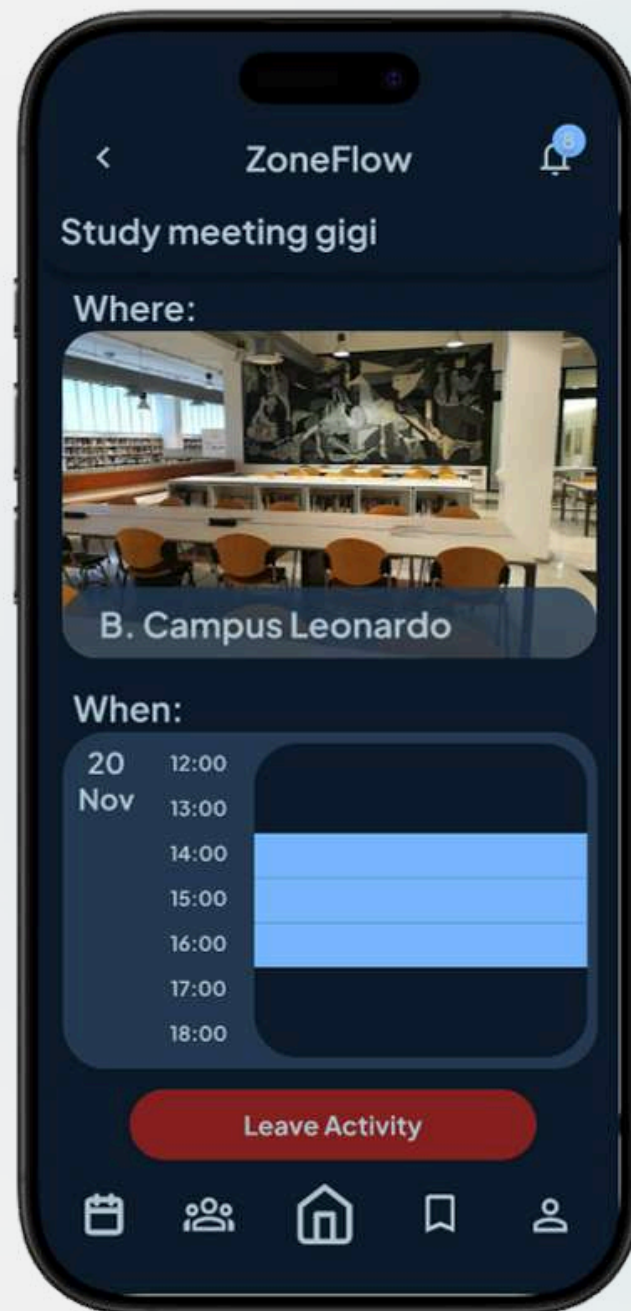 ZoneFlow
8
Study meeting gigi
Where:
B. Campus Leonardo
When:
20
Nov
12:00
13:00
14:00
15:00
16:00
17:00
18:00
Leave Activity